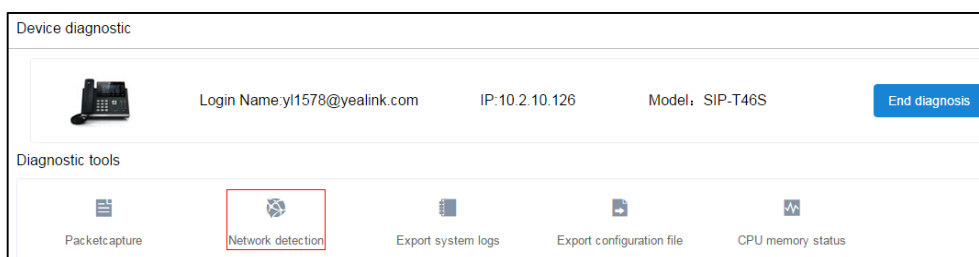 Device diagnostic
Login Name:yl1578@yealink.com IP:10.2.10.126 Model：SIP-T46S End diagnosis
Diagnostic tools
Packetcapture Network detection Export system logs Export configuration file CPU memory status